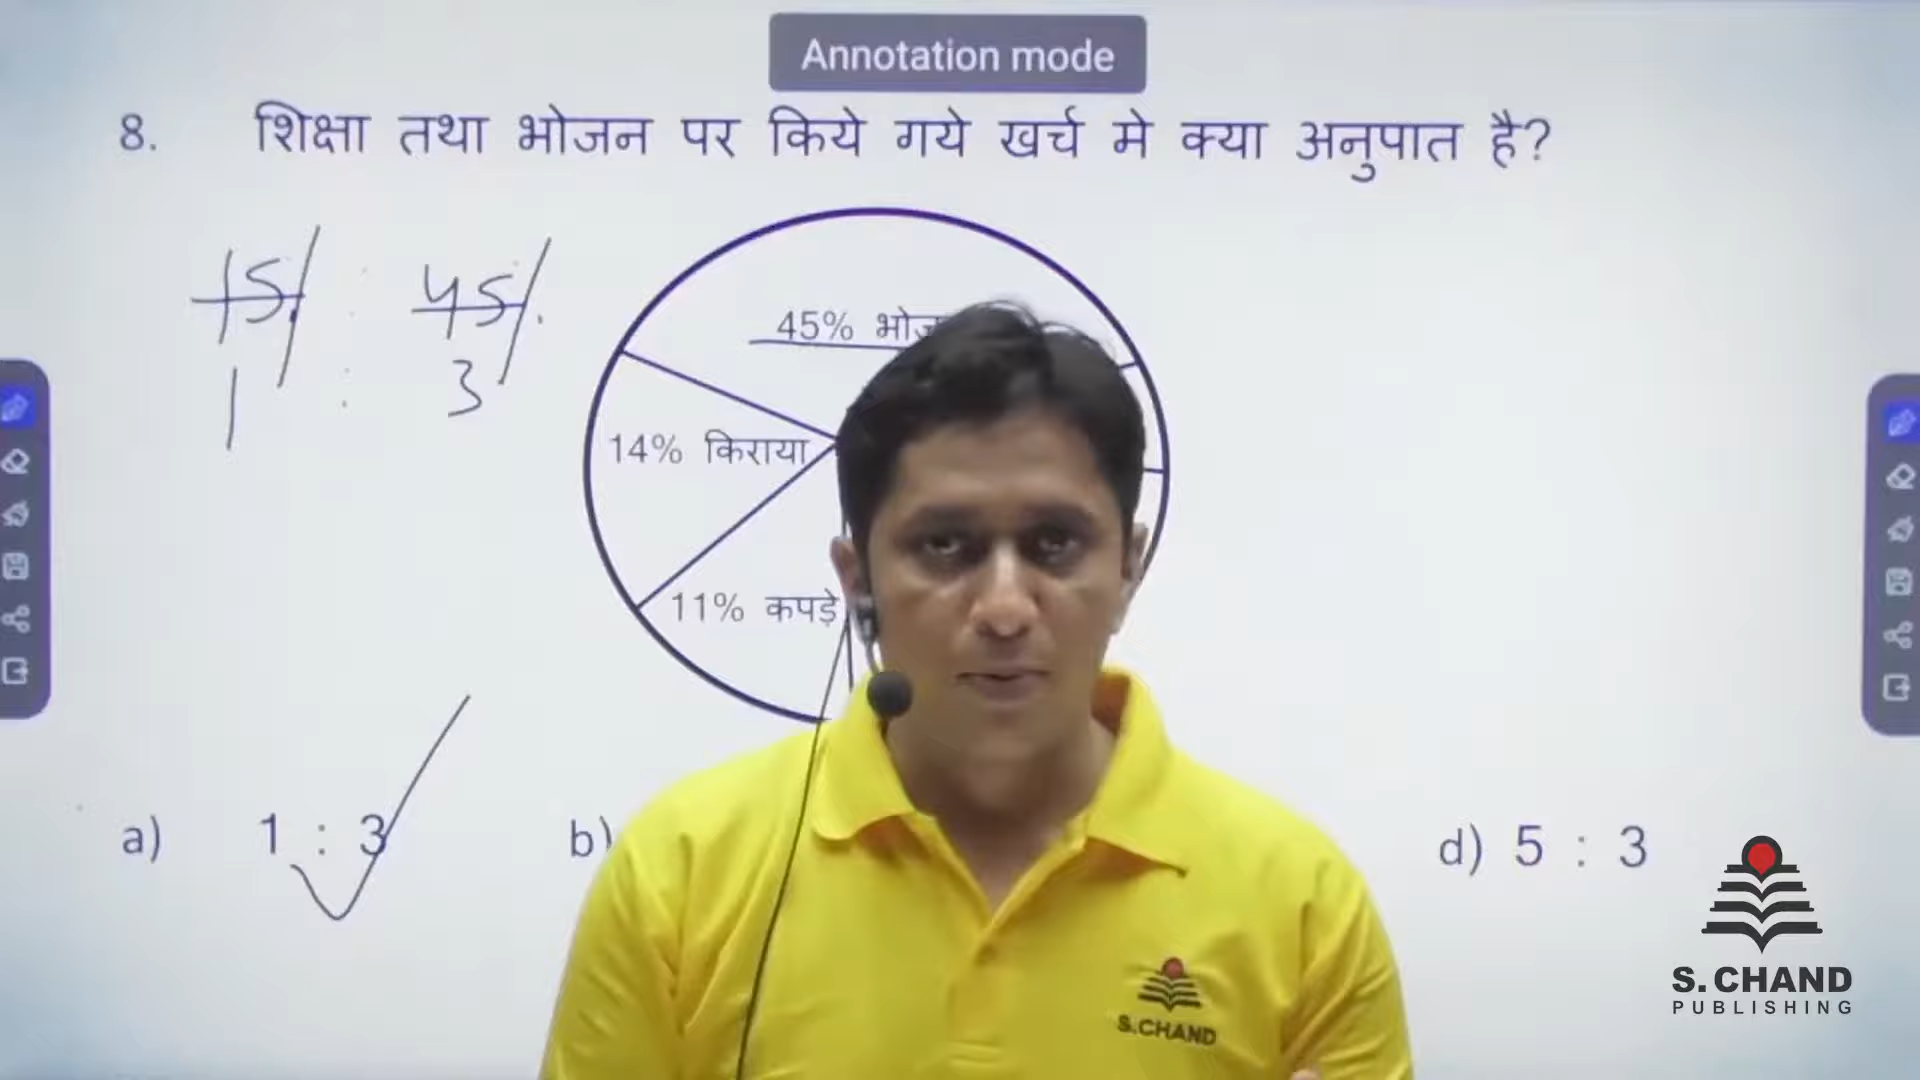 Annotation mode
8. शिक्षा तथा भोजन पर किये गये खर्च मे क्या अनुपात है?
15% : 45%
1 : 3
45%
14% किराया
11% कपड़े
a) 1 : 3 b) d) 5 : 3
S.CHAND
PUBLISHING
S.CHAND